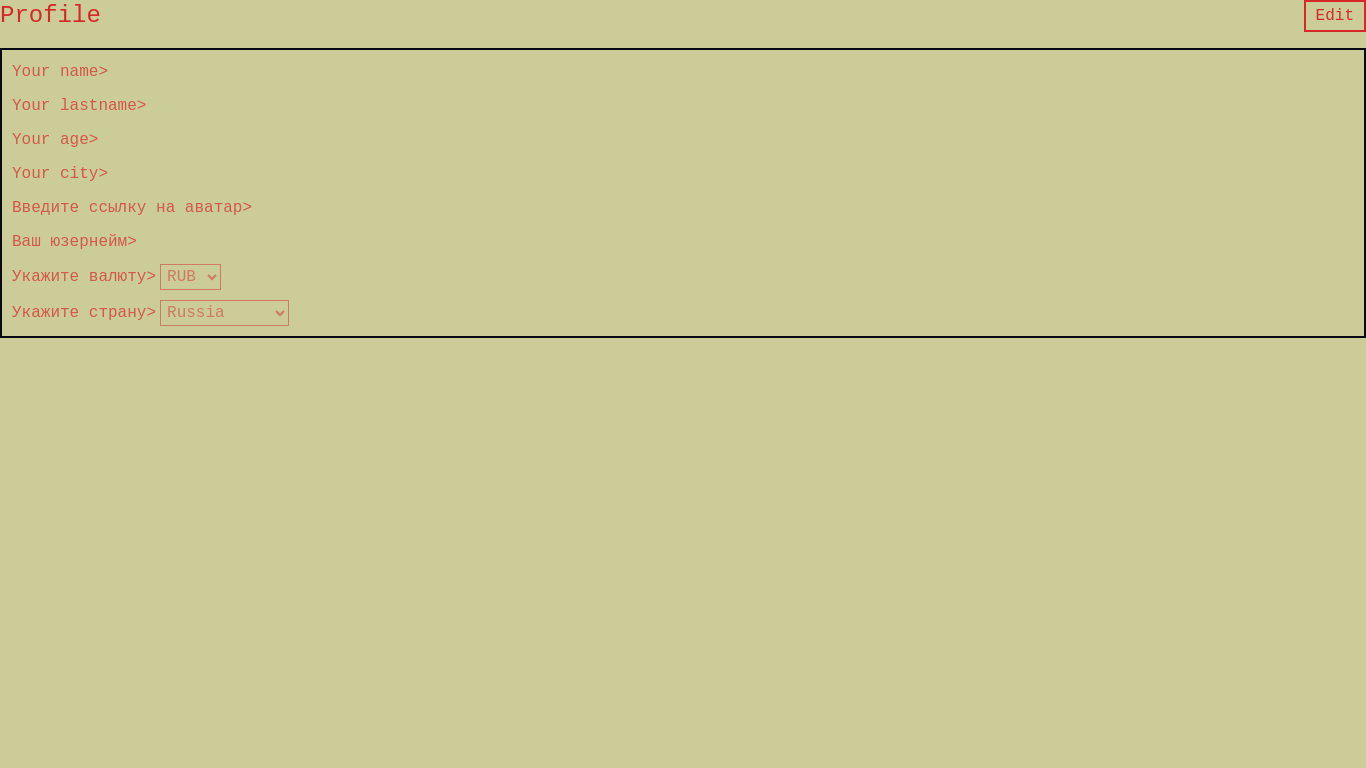 Profile
Edit
Your name>
Your lastname>
Your age>
Your city>
Введите ссылку на аватар>
Ваш юзернейм>
Укажите валюту> RUB
Укажите страну> Russia